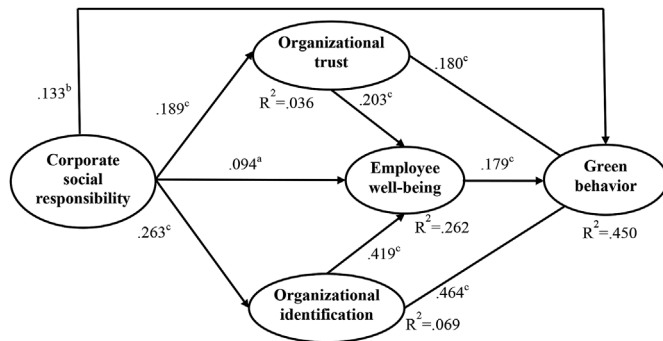 Organizational
trust
.180ᶜ
.133ᵇ
.189ᶜ
R²=.036
.203ᶜ
Corporate
social
responsibility
.094ᵃ
Employee
well-being
.179ᶜ
Green
behavior
R²=.262
R²=.450
.263ᶜ
.419ᶜ
Organizational
identification
.464ᶜ
R²=.069